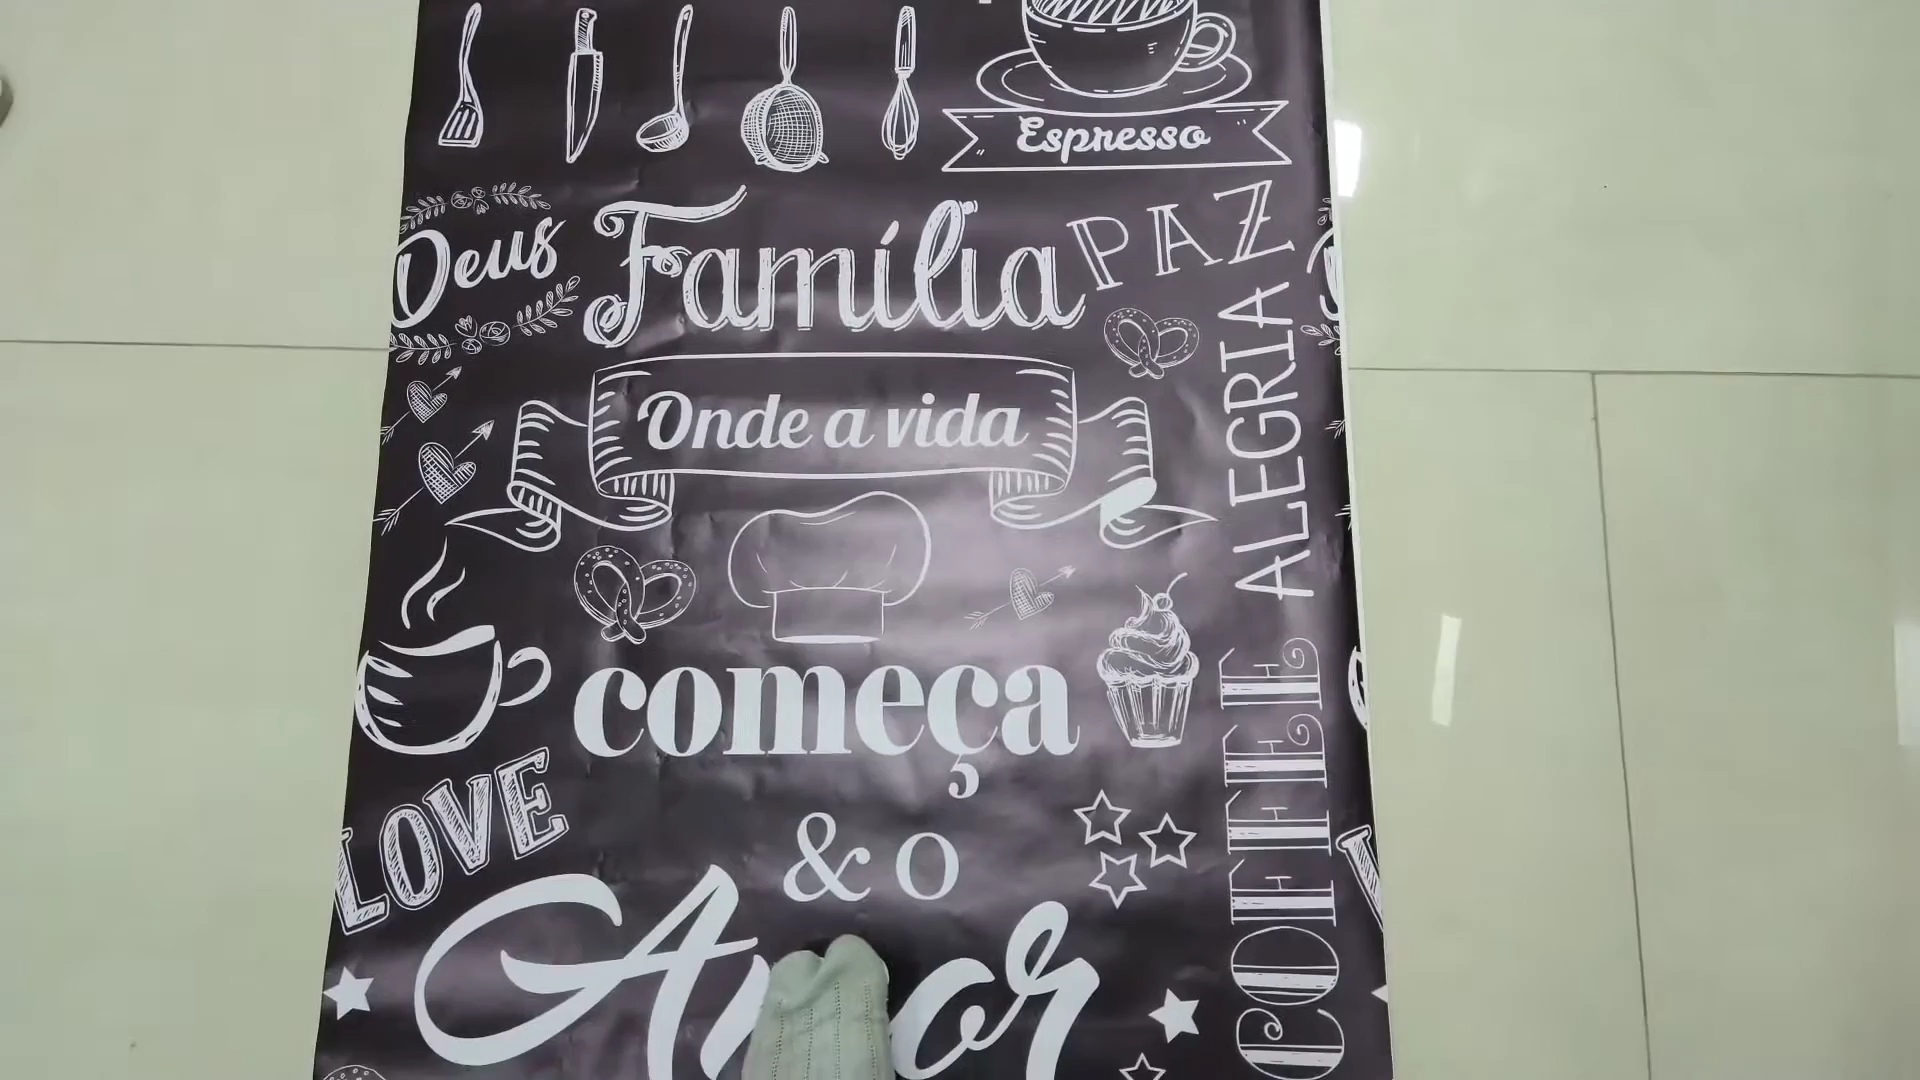 Espresso
Deus
Família
PAZ
Onde a vida
ALEGRIA
começa
COFFEE
LOVE
& o